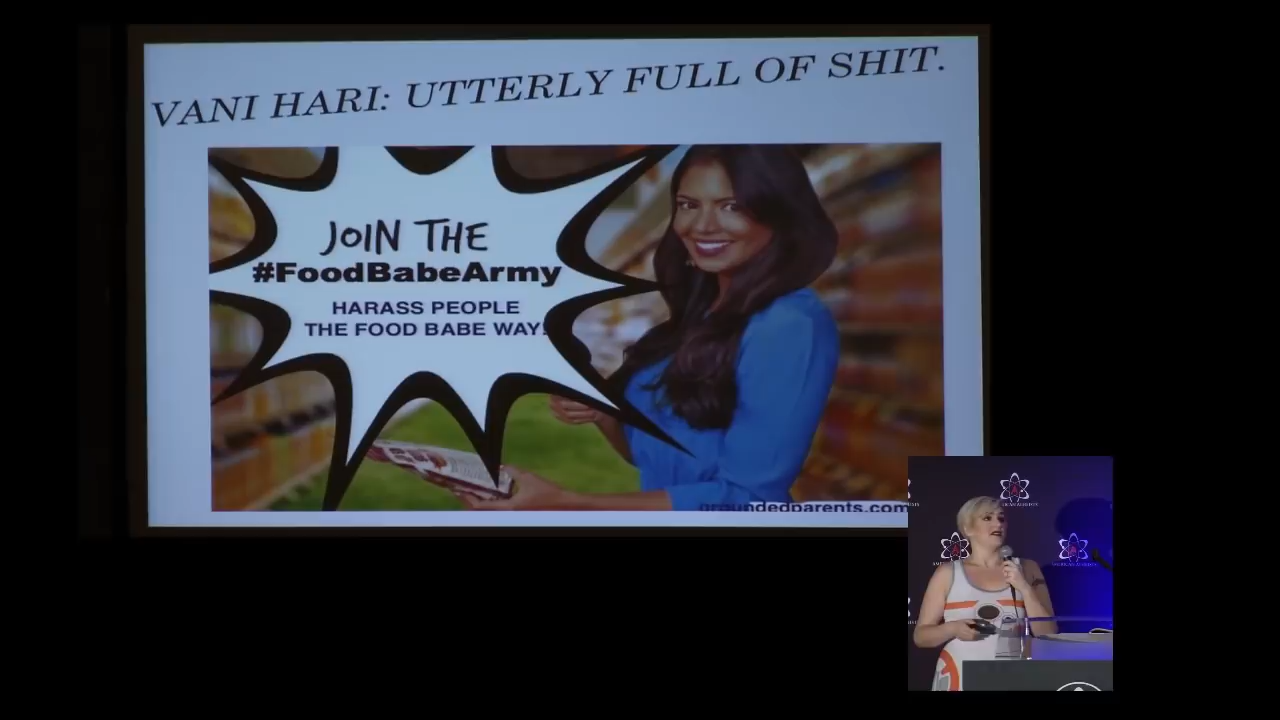 VANI HARI: UTTERLY FULL OF SHIT.
JOIN THE
#FoodBabeArmy
HARASS PEOPLE
THE FOOD BABE WAY!
groundedparents.com